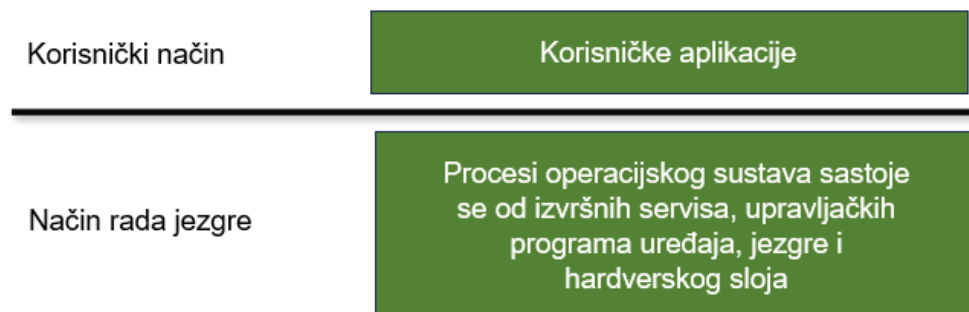 Korisnički način
Korisničke aplikacije
Način rada jezgre
Procesi operacijskog sustava sastoje
se od izvršnih servisa, upravljačkih
programa uređaja, jezgre i
hardverskog sloja